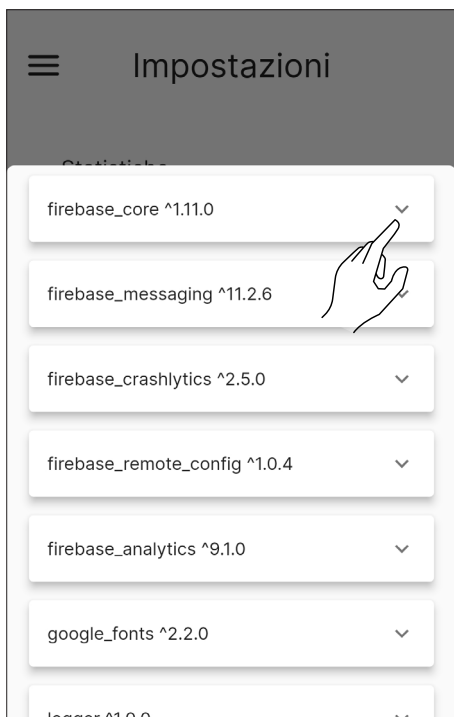 Impostazioni
Statistiche
firebase_core ^1.11.0
firebase_messaging ^11.2.6
firebase_crashlytics ^2.5.0
firebase_remote_config ^1.0.4
firebase_analytics ^9.1.0
google_fonts ^2.2.0